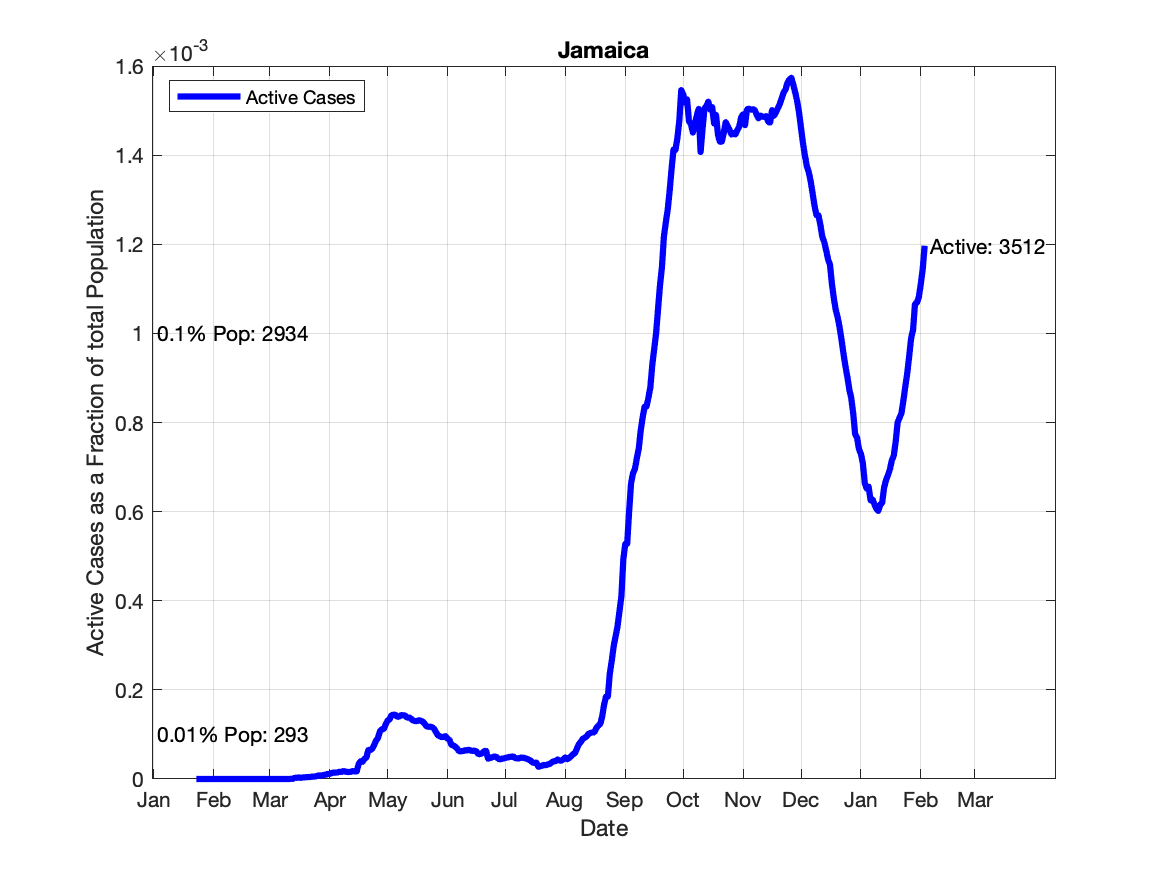 Jamaica
×10-3
1.6
1.4
1.2
1
0.8
0.6
0.4
0.2
0
Active Cases as a Fraction of total Population
Active Cases
Active: 3512
0.1% Pop: 2934
0.01% Pop: 293
Jan Feb Mar Apr May Jun Jul Aug Sep Oct Nov Dec Jan Feb Mar
Date